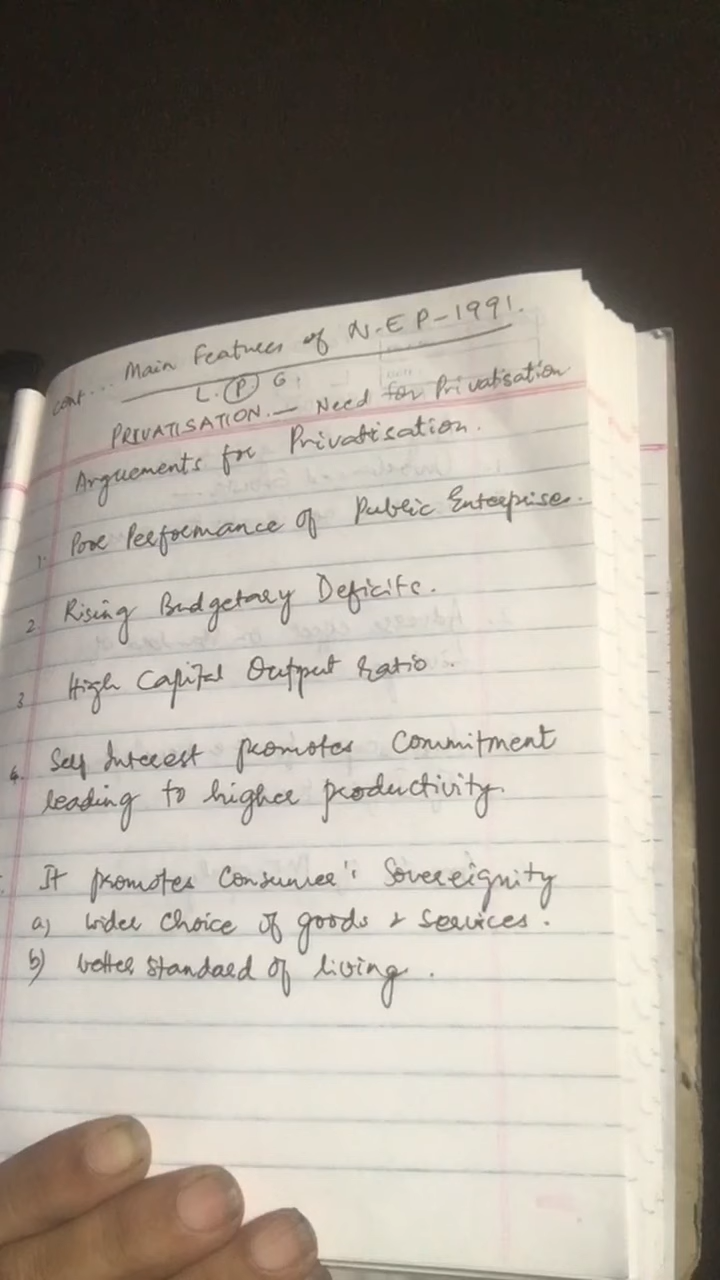 cont... Main Features of N.E P-1991.
L. P G.
PRIVATISATION. — Need for Privatisation
Arguements for Privatisation.
1. Poor Performance of Public Enterprise.
2. Rising Budgetary Deficits.
3 High Capital Output ratio.
4. Self Interest promotes Commitment
leading to higher productivity.
It promotes Consumer's Sovereignity
a) wider Choice of goods & Services.
b) better Standard of living.